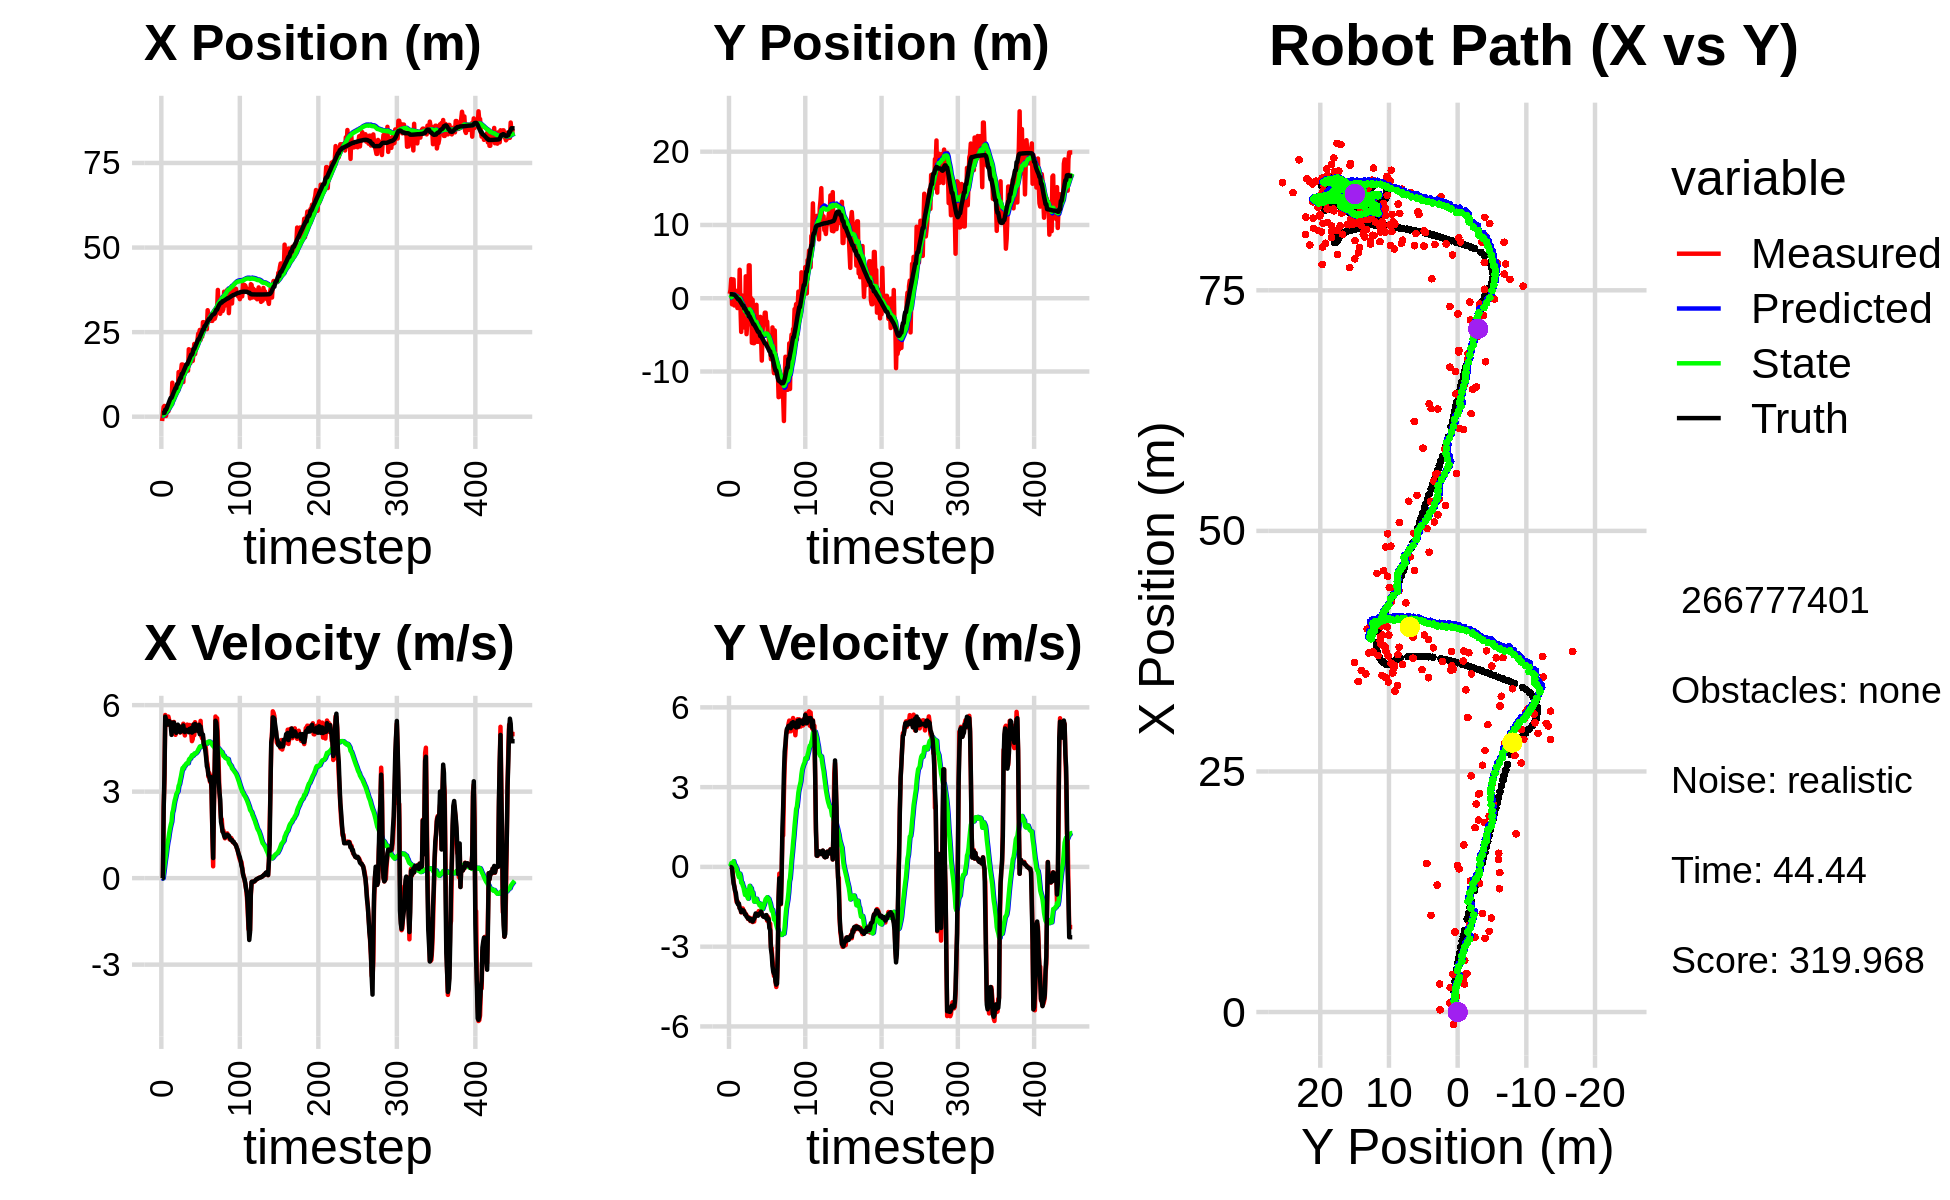 X Position (m)
75
50
25
0
0 100 200 300 400
timestep
Y Position (m)
20
10
0
-10
0 100 200 300 400
timestep
X Velocity (m/s)
6
3
0
-3
0 100 200 300 400
timestep
Y Velocity (m/s)
6
3
0
-3
-6
0 100 200 300 400
timestep
Robot Path (X vs Y)
X Position (m)
75
50
25
0
20 10 0 -10 -20
Y Position (m)
variable
Measured
Predicted
State
Truth
266777401
Obstacles: none
Noise: realistic
Time: 44.44
Score: 319.968